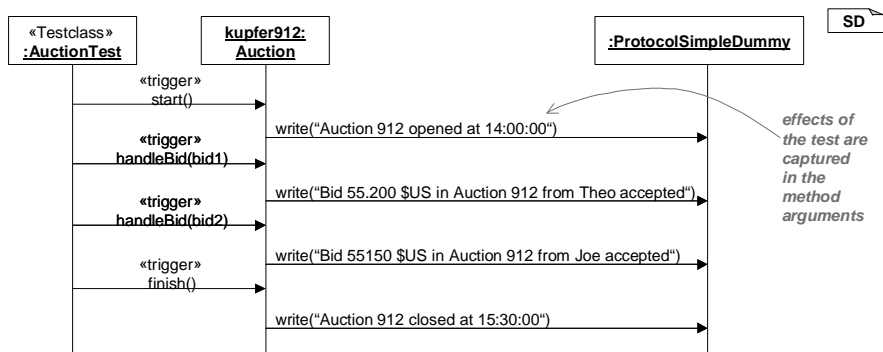 SD
«Testclass»
:AuctionTest
kupfer912:
Auction
:ProtocolSimpleDummy
«trigger»
start()
write(“Auction 912 opened at 14:00:00“)
effects of
the test are
captured
in the
method
arguments
«trigger»
handleBid(bid1)
write(“Bid 55.200 $US in Auction 912 from Theo accepted“)
«trigger»
handleBid(bid2)
write(“Bid 55150 $US in Auction 912 from Joe accepted“)
«trigger»
finish()
write(“Auction 912 closed at 15:30:00“)